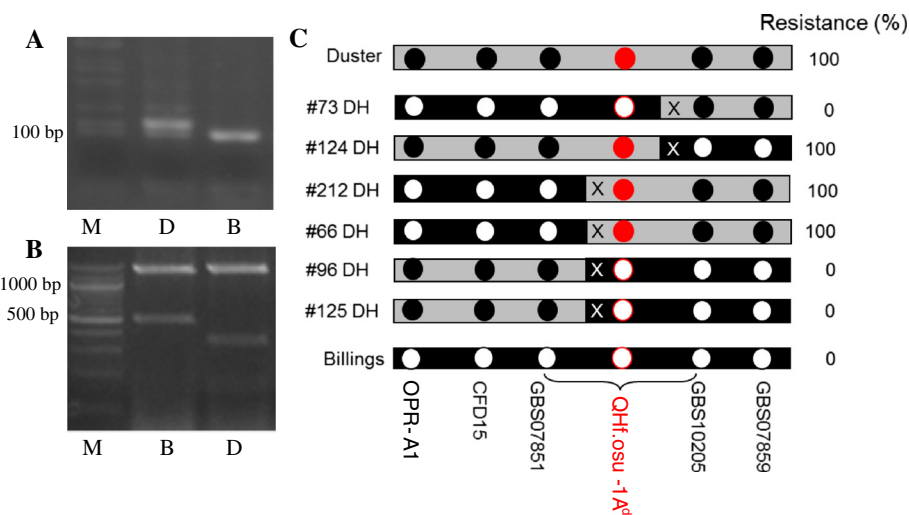 A
100 bp
M D B
B
1000 bp
500 bp
M B D
C
Resistance (%)
Duster 100
#73 DH X 0
#124 DH X 100
#212 DH X 100
#66 DH X 100
#96 DH X 0
#125 DH X 0
Billings 0
OPR-A1
CFD15
GBS07851
QHf.osu -1Aᵈ
GBS10205
GBS07859